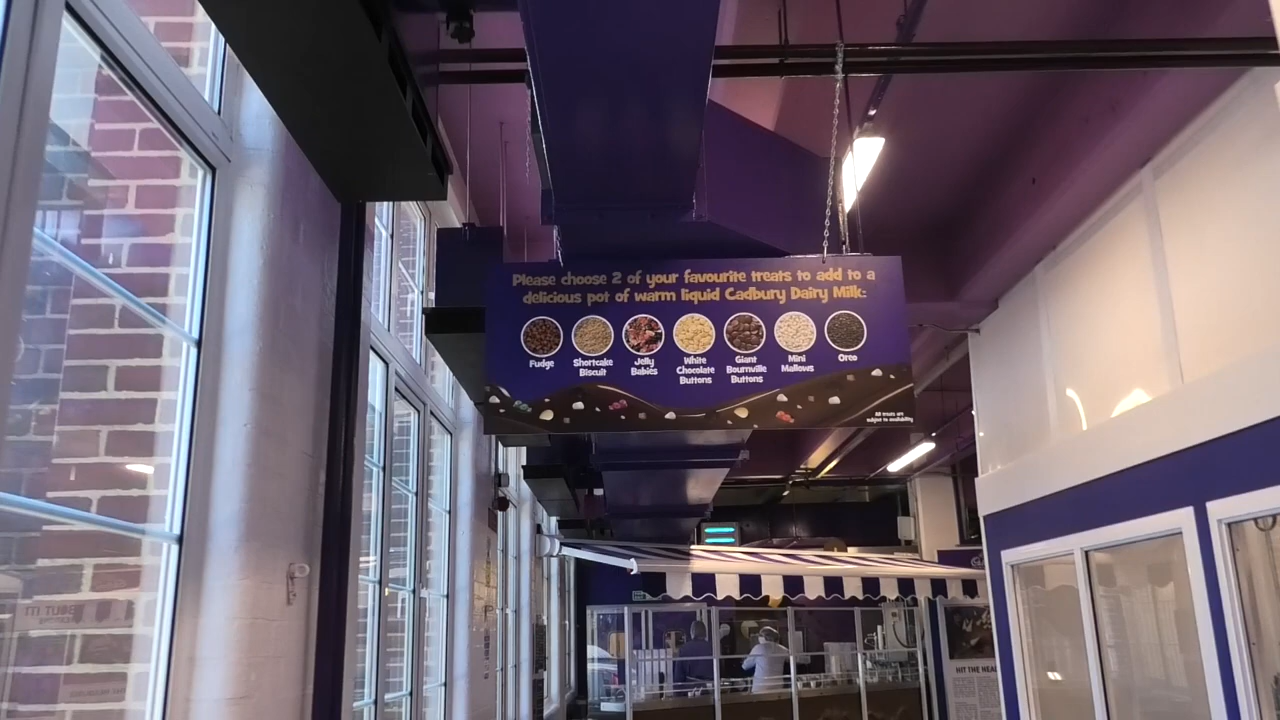 Please choose 2 of your favourite treats to add to a
delicious pot of warm liquid Cadbury Dairy Milk:
Fudge
Shortcake
Biscuit
Jelly
Babies
White
Chocolate
Buttons
Giant
Bournville
Buttons
Mini
Mallows
Oreo
All treats are
subject to availability
HIT THE